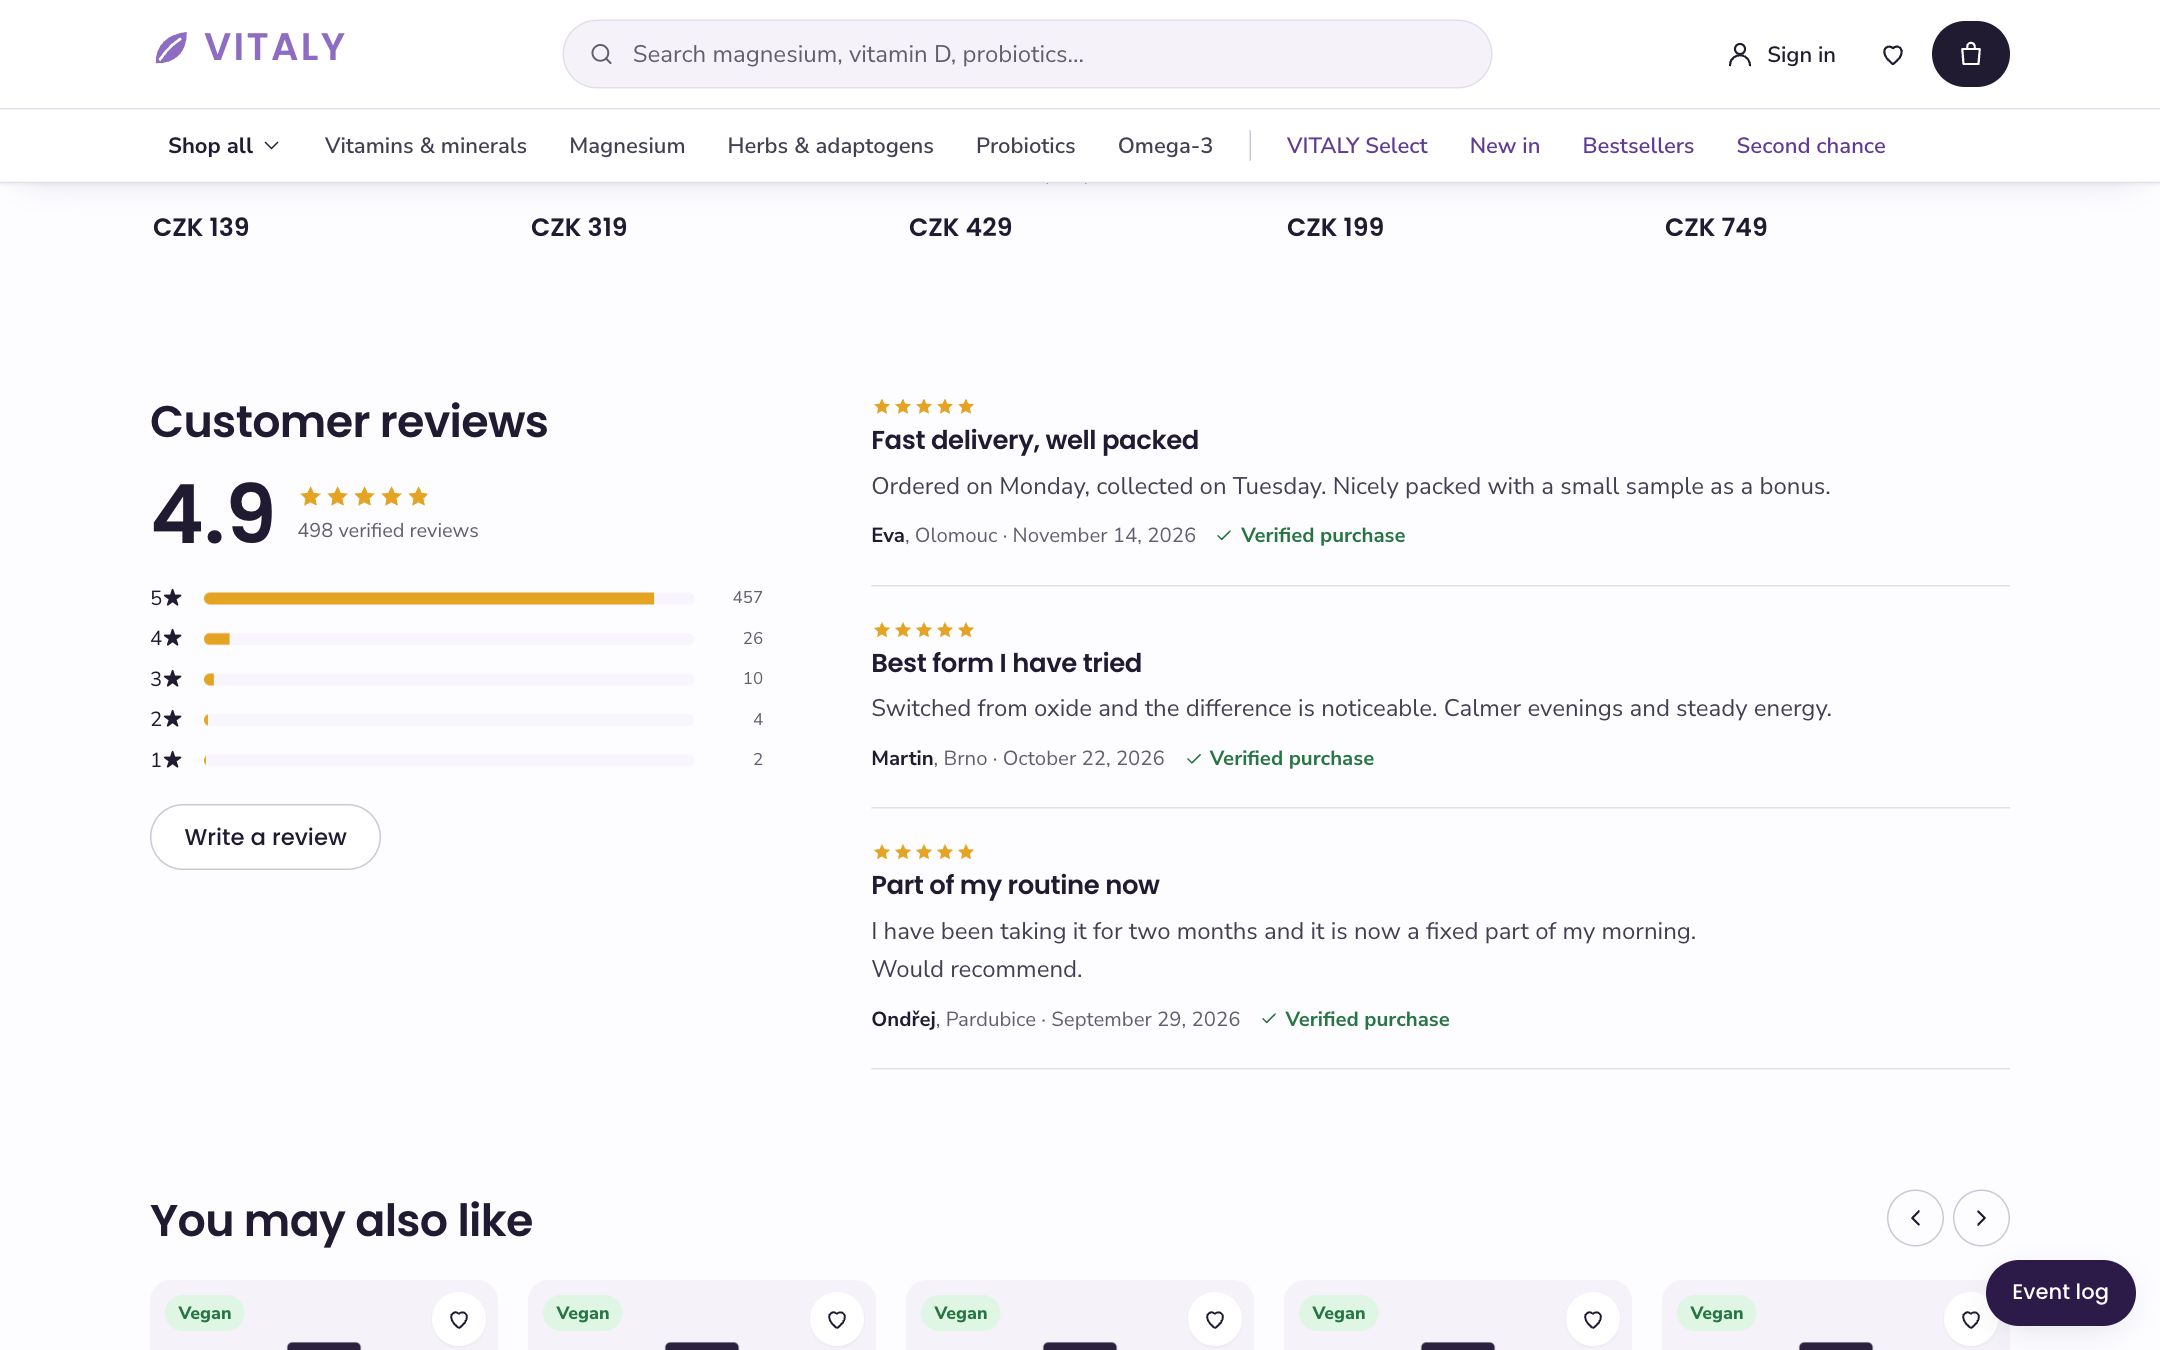 VITALY
Search magnesium, vitamin D, probiotics...
Sign in
Shop all
Vitamins & minerals
Magnesium
Herbs & adaptogens
Probiotics
Omega-3
VITALY Select
New in
Bestsellers
Second chance
CZK 139
CZK 319
CZK 429
CZK 199
CZK 749
Customer reviews
4.9
498 verified reviews
5★ 457
4★ 26
3★ 10
2★ 4
1★ 2
Write a review
Fast delivery, well packed
Ordered on Monday, collected on Tuesday. Nicely packed with a small sample as a bonus.
Eva, Olomouc · November 14, 2026 Verified purchase
Best form I have tried
Switched from oxide and the difference is noticeable. Calmer evenings and steady energy.
Martin, Brno · October 22, 2026 Verified purchase
Part of my routine now
I have been taking it for two months and it is now a fixed part of my morning.
Would recommend.
Ondřej, Pardubice · September 29, 2026 Verified purchase
You may also like
Vegan
Vegan
Vegan
Vegan
Vegan
Event log